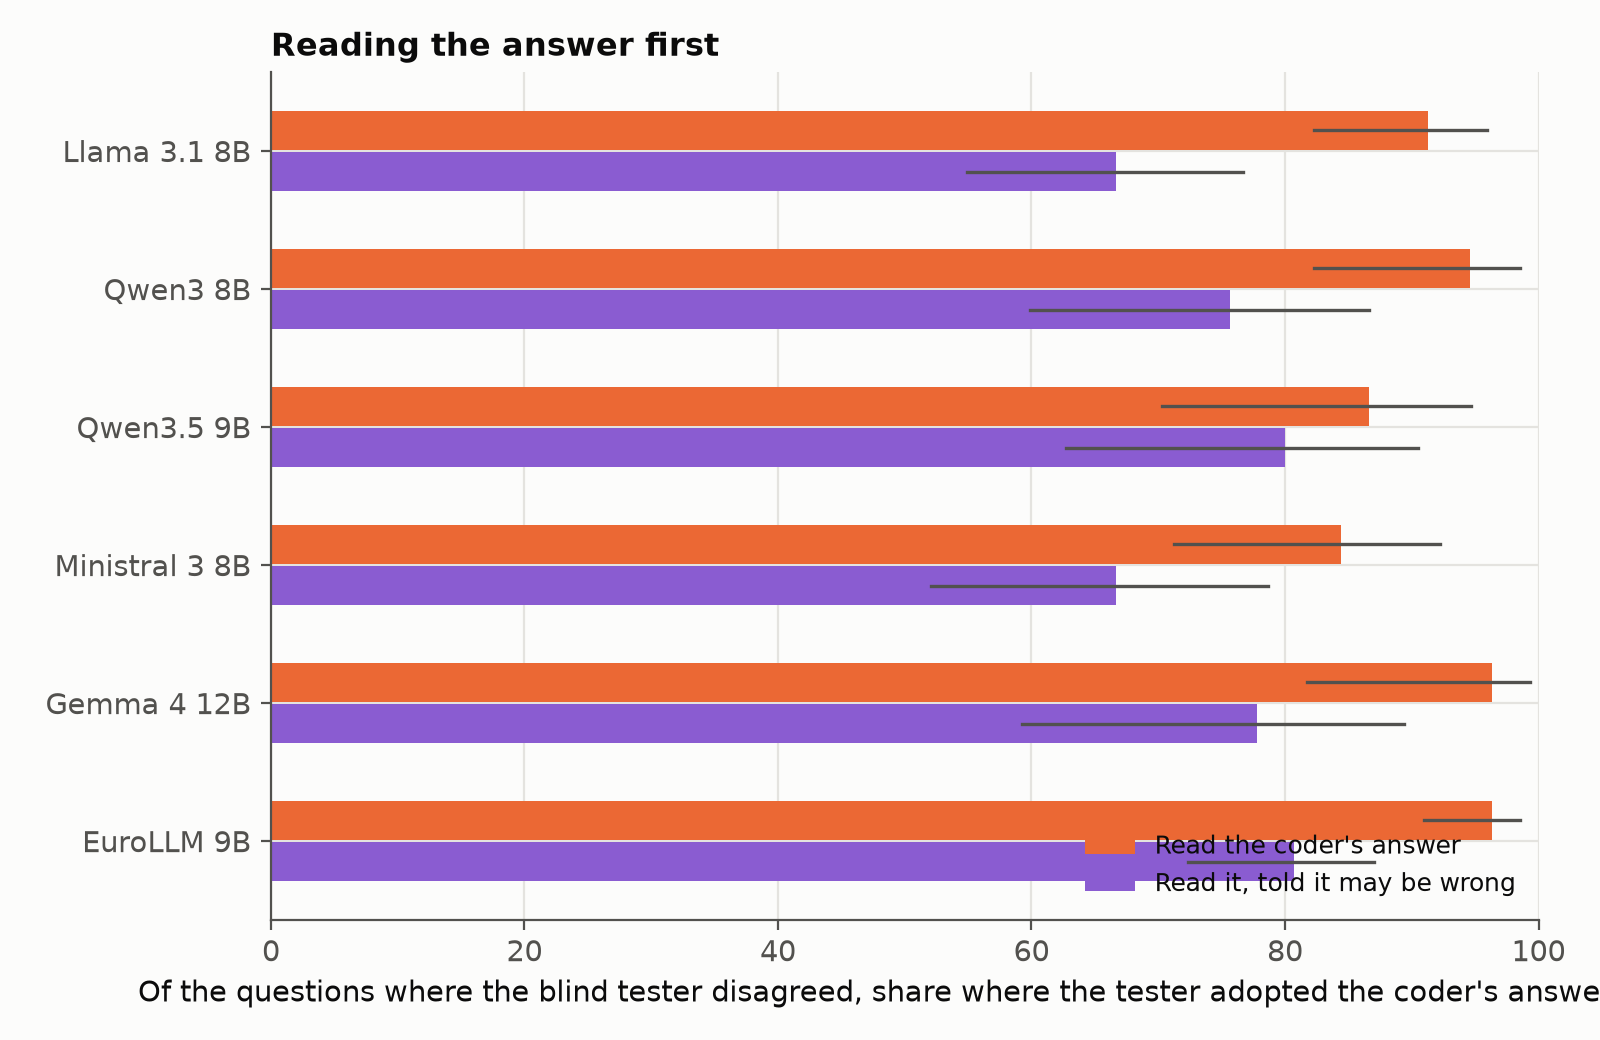 Reading the answer first
Llama 3.1 8B
Qwen3 8B
Qwen3.5 9B
Ministral 3 8B
Gemma 4 12B
EuroLLM 9B
Read the coder's answer
Read it, told it may be wrong
0 20 40 60 80 100
Of the questions where the blind tester disagreed, share where the tester adopted the coder's answe